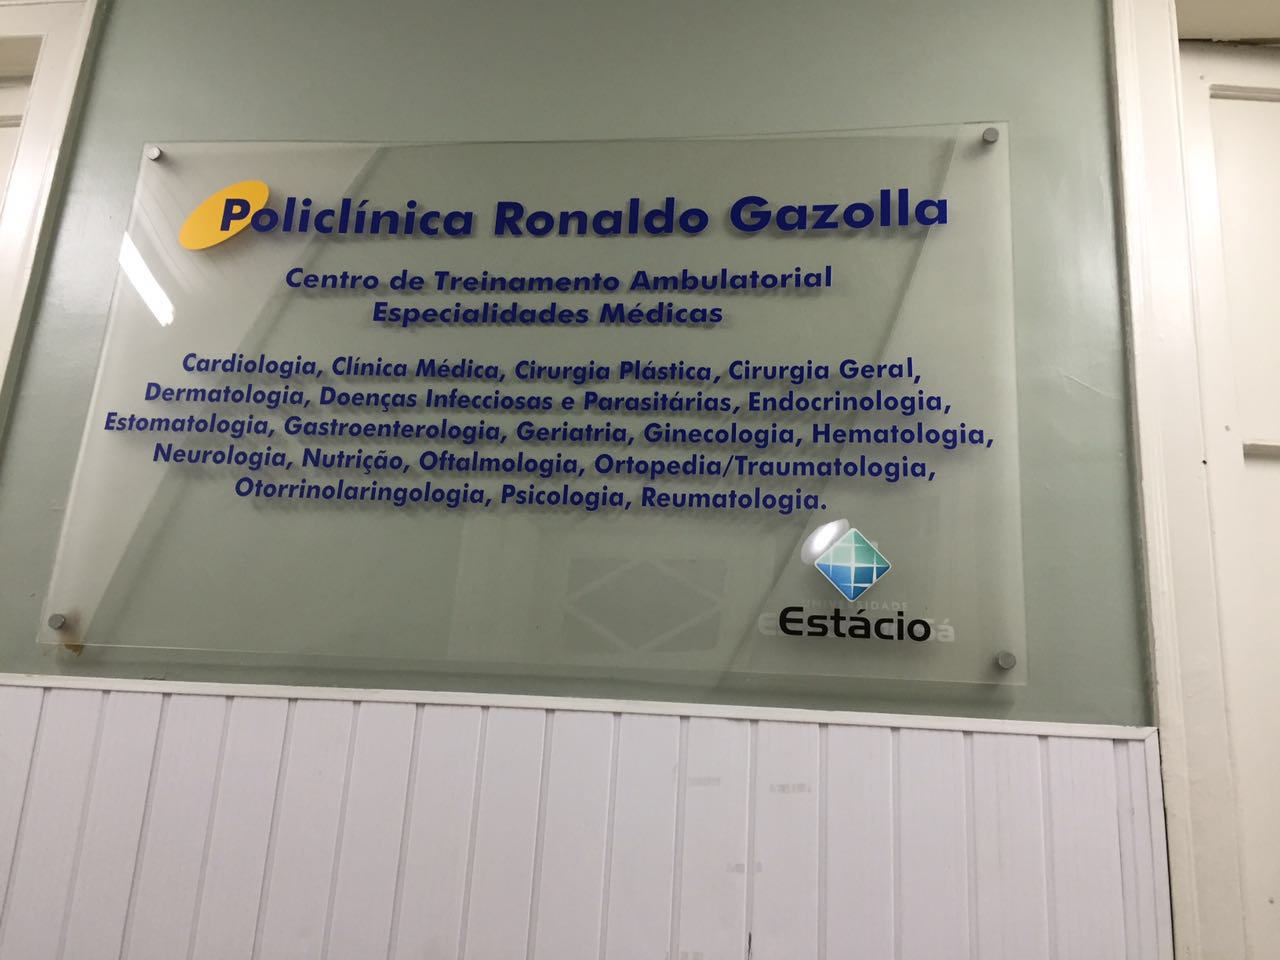 Policlínica Ronaldo Gazolla
Centro de Treinamento Ambulatorial
Especialidades Médicas
Cardiologia, Clínica Médica, Cirurgia Plástica, Cirurgia Geral,
Dermatologia, Doenças Infecciosas e Parasitárias, Endocrinologia,
Estomatologia, Gastroenterologia, Geriatria, Ginecologia, Hematologia,
Neurologia, Nutrição, Oftalmologia, Ortopedia/Traumatologia,
Otorrinolaringologia, Psicologia, Reumatologia.
UNIVERSIDADE
Estácio